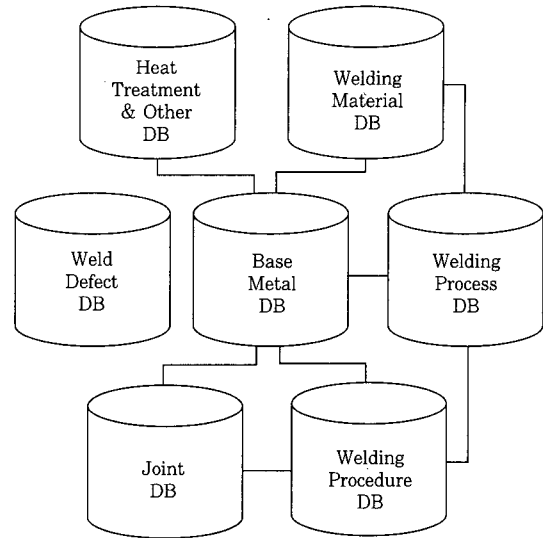 Heat
Treatment
& Other
DB
Welding
Material
DB
Weld
Defect
DB
Base
Metal
DB
Welding
Process
DB
Joint
DB
Welding
Procedure
DB